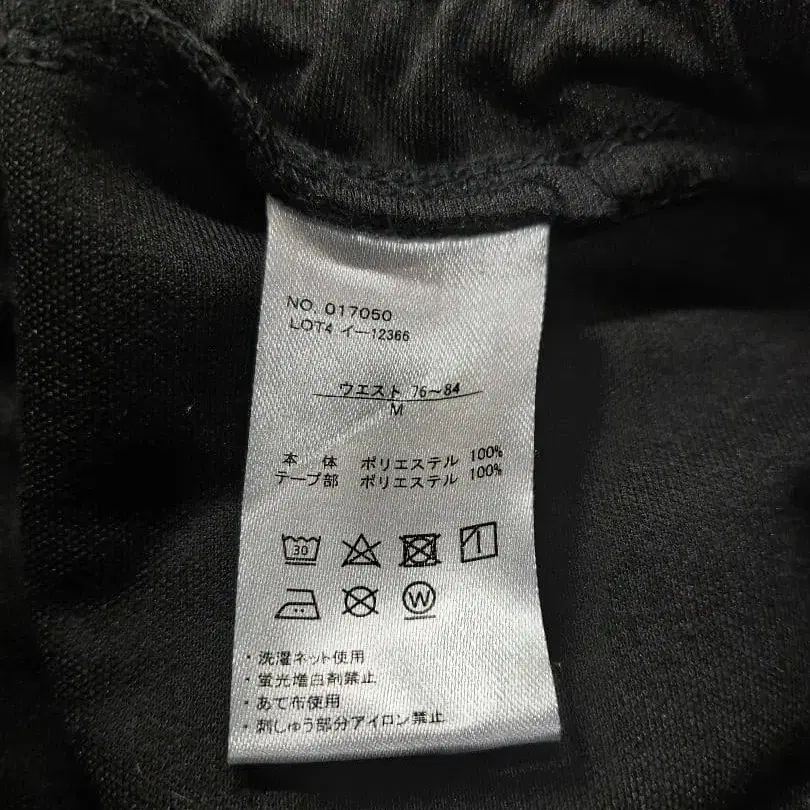 NO. 017050
LOT4 イー12366
ウエスト 76～84
M
本 体 ポリエステル 100%
テープ部 ポリエステル 100%
30
W
・洗濯ネット使用
・蛍光増白剤禁止
・あて布使用
・刺しゅう部分アイロン禁止